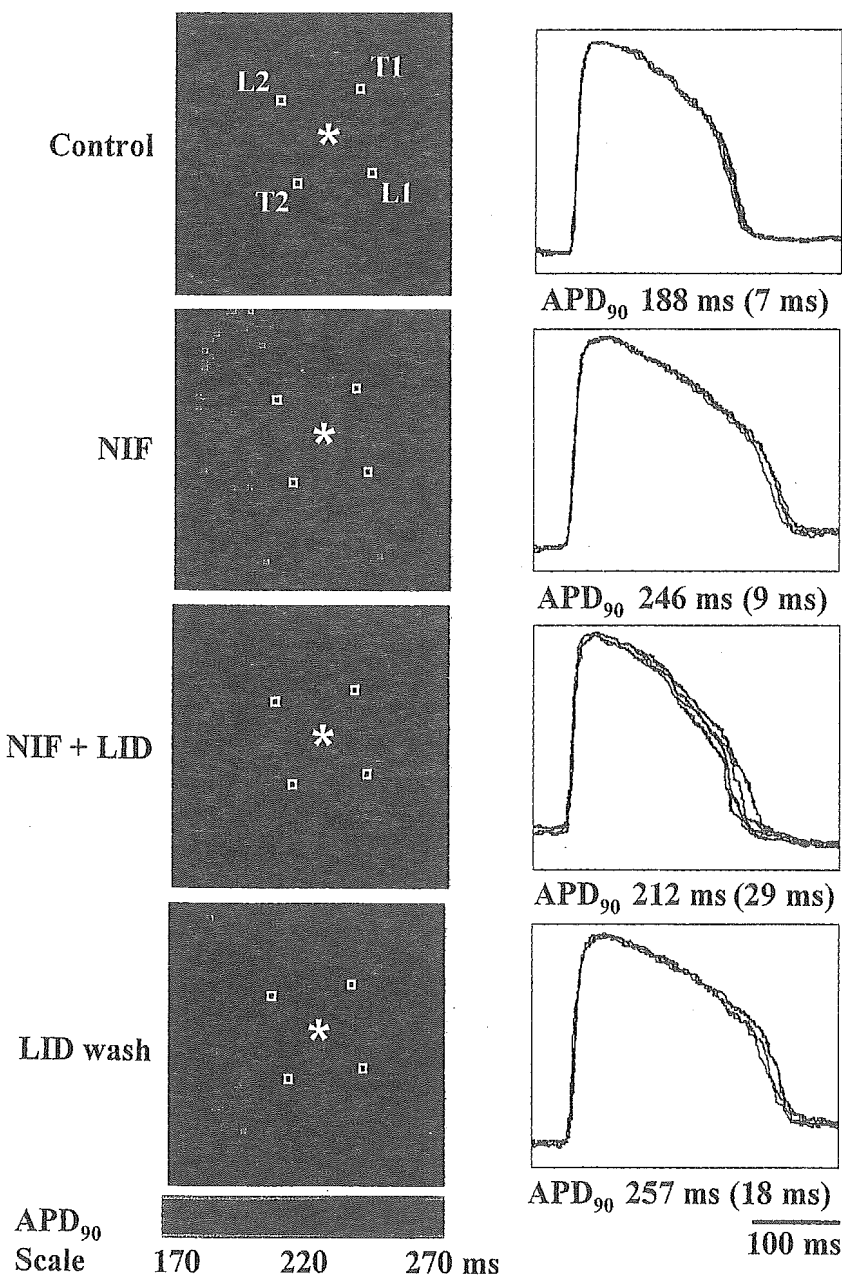 Control
L2
T1
*
T2
L1
APD₉₀ 188 ms (7 ms)
NIF
*
APD₉₀ 246 ms (9 ms)
NIF + LID
*
APD₉₀ 212 ms (29 ms)
LID wash
*
APD₉₀ 257 ms (18 ms)
100 ms
APD₉₀
Scale 170 220 270 ms